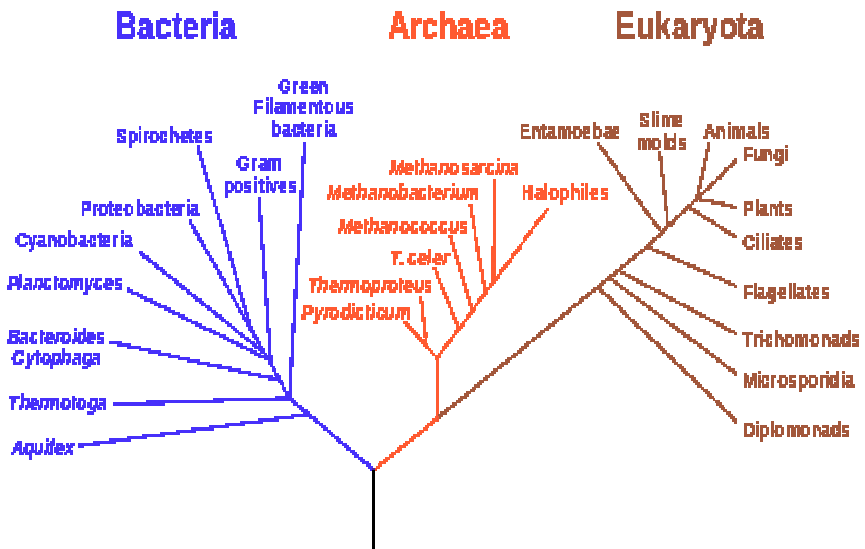 Bacteria
Archaea
Eukaryota
Green
Filamentous
bacteria
Spirochetes
Gram
positives
Proteobacteria
Cyanobacteria
Planctomyces
Bacteroides
Cytophaga
Thermotoga
Aquifex
Methanosarcina
Methanobacterium
Halophiles
Methanococcus
T. celer
Thermoproteus
Pyrodicticum
Entamoebae
Slime
molds
Animals
Fungi
Plants
Ciliates
Flagellates
Trichomonads
Microsporidia
Diplomonads